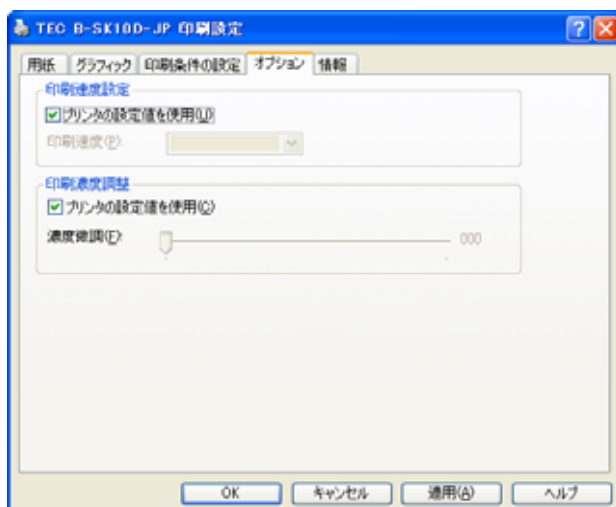 TEC B-SK10D-JP 印刷設定
用紙 グラフィック 印刷条件の設定 オプション 情報
印刷速度設定
プリンタの設定値を使用(U)
印刷速度(P):
印刷濃度調整
プリンタの設定値を使用(C)
濃度微調(F): 000
OK キャンセル 適用(A) ヘルプ